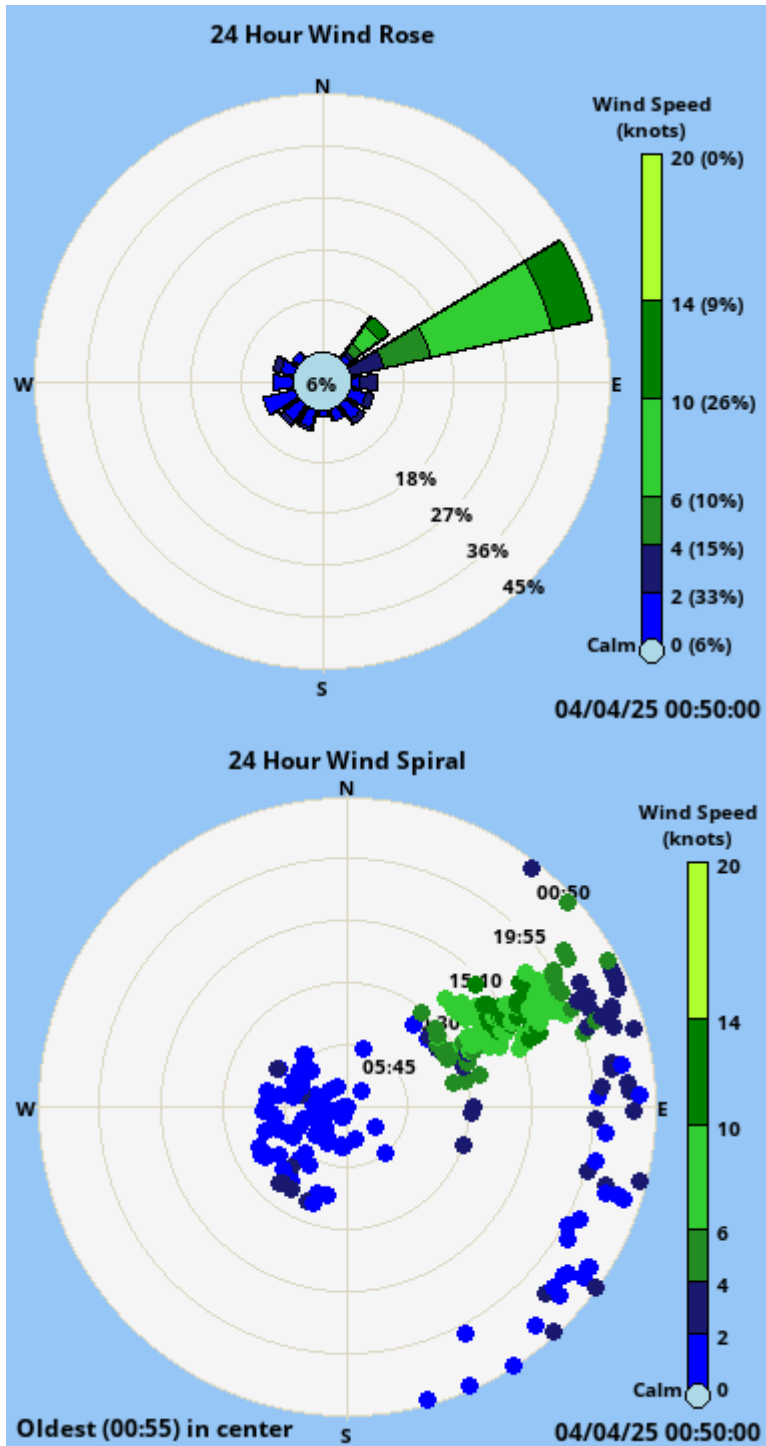 24 Hour Wind Rose
N
Wind Speed
(knots)
20 (0%)
14 (9%)
W
6%
E
10 (26%)
18%
6 (10%)
27%
4 (15%)
36%
2 (33%)
45%
Calm
0 (6%)
S
04/04/25 00:50:00
24 Hour Wind Spiral
N
Wind Speed
(knots)
20
00:50
19:55
15:10
14
05:45
W
E
10
6
4
2
Calm
0
Oldest (00:55) in center
S
04/04/25 00:50:00